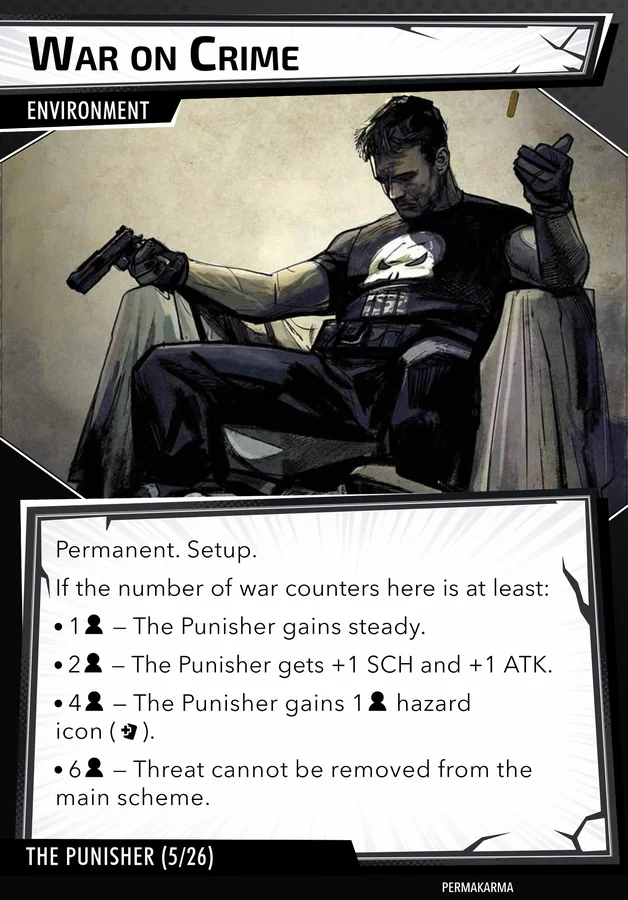 War on Crime
ENVIRONMENT
Permanent. Setup.
If the number of war counters here is at least:
• 1👤 – The Punisher gains steady.
• 2👤 – The Punisher gets +1 SCH and +1 ATK.
• 4👤 – The Punisher gains 1👤 hazard
icon ( ).
• 6👤 – Threat cannot be removed from the
main scheme.
THE PUNISHER (5/26)
PERMAKARMA